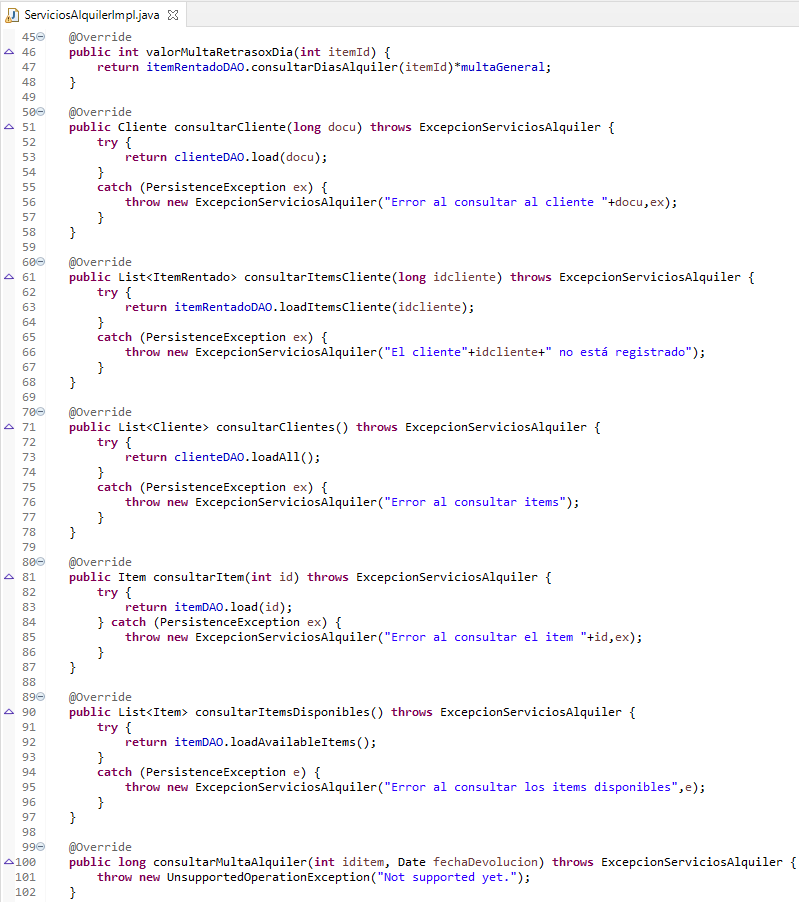 ServiciosAlquilerImpl.java
45 @Override
46 public int valorMultaRetrasoxDia(int itemId) {
47 return itemRentadoDAO.consultarDiasAlquiler(itemId)*multaGeneral;
48 }
49
50 @Override
51 public Cliente consultarCliente(long docu) throws ExcepcionServiciosAlquiler {
52 try {
53 return clienteDAO.load(docu);
54 }
55 catch (PersistenceException ex) {
56 throw new ExcepcionServiciosAlquiler("Error al consultar al cliente "+docu,ex);
57 }
58 }
59
60 @Override
61 public List<ItemRentado> consultarItemsCliente(long idcliente) throws ExcepcionServiciosAlquiler {
62 try {
63 return itemRentadoDAO.loadItemsCliente(idcliente);
64 }
65 catch (PersistenceException ex) {
66 throw new ExcepcionServiciosAlquiler("El cliente"+idcliente+" no está registrado");
67 }
68 }
69
70 @Override
71 public List<Cliente> consultarClientes() throws ExcepcionServiciosAlquiler {
72 try {
73 return clienteDAO.loadAll();
74 }
75 catch (PersistenceException ex) {
76 throw new ExcepcionServiciosAlquiler("Error al consultar items");
77 }
78 }
79
80 @Override
81 public Item consultarItem(int id) throws ExcepcionServiciosAlquiler {
82 try {
83 return itemDAO.load(id);
84 } catch (PersistenceException ex) {
85 throw new ExcepcionServiciosAlquiler("Error al consultar el item "+id,ex);
86 }
87 }
88
89 @Override
90 public List<Item> consultarItemsDisponibles() throws ExcepcionServiciosAlquiler {
91 try {
92 return itemDAO.loadAvailableItems();
93 }
94 catch (PersistenceException e) {
95 throw new ExcepcionServiciosAlquiler("Error al consultar los items disponibles",e);
96 }
97 }
98
99 @Override
100 public long consultarMultaAlquiler(int iditem, Date fechaDevolucion) throws ExcepcionServiciosAlquiler {
101 throw new UnsupportedOperationException("Not supported yet.");
102 }